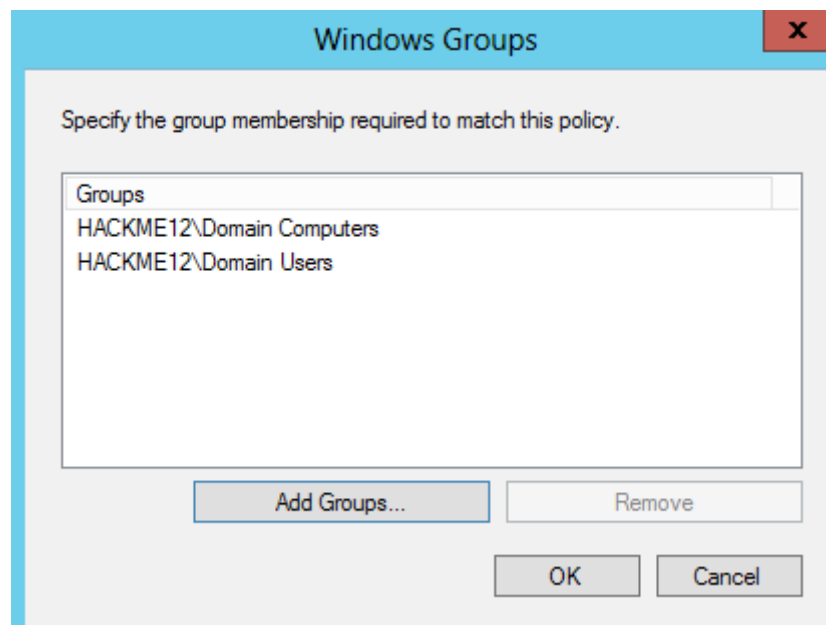 Windows Groups
x
Specify the group membership required to match this policy.
Groups
HACKME12\Domain Computers
HACKME12\Domain Users
Add Groups...
Remove
OK
Cancel